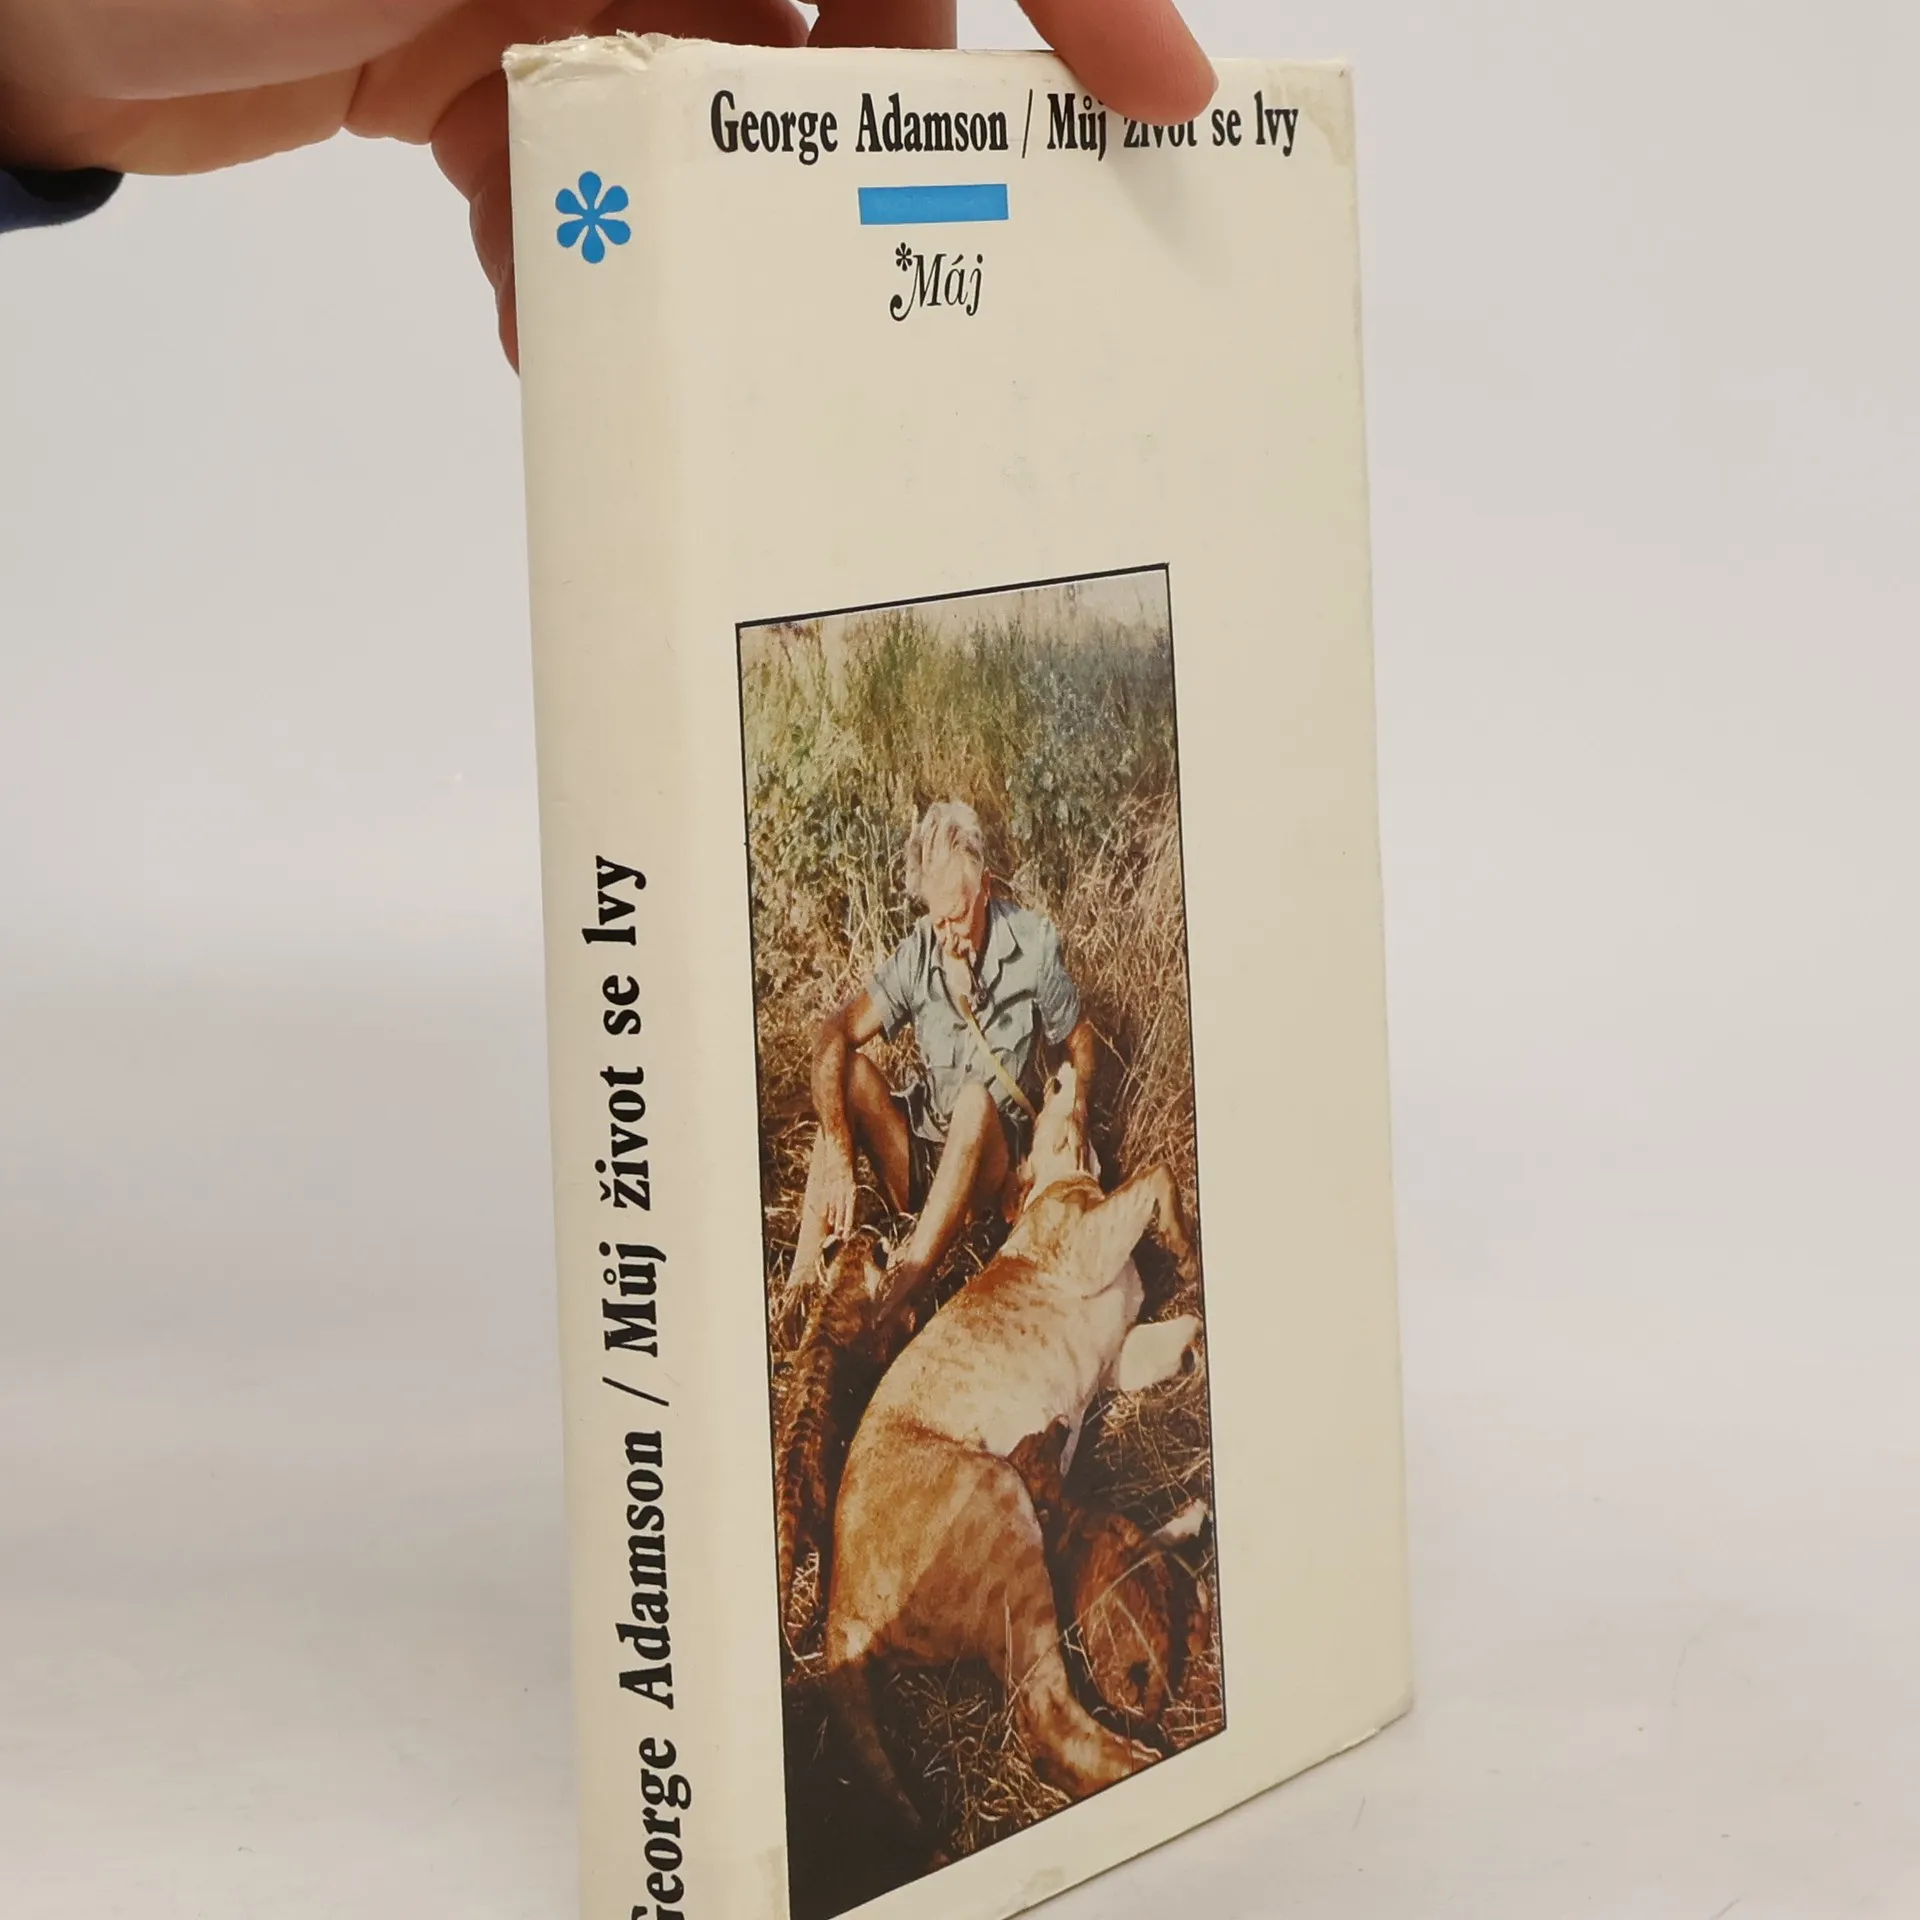 George Adamson / Můj život se lvy
*Máj
George Adamson / Můj život se lvy